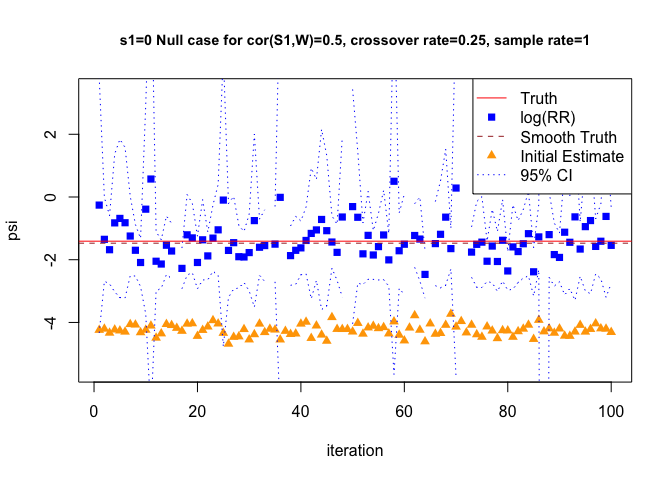 s1=0 Null case for cor(S1,W)=0.5, crossover rate=0.25, sample rate=1
Truth
log(RR)
Smooth Truth
Initial Estimate
95% CI
psi
2
0
-2
-4
0
20
40
60
80
100
iteration